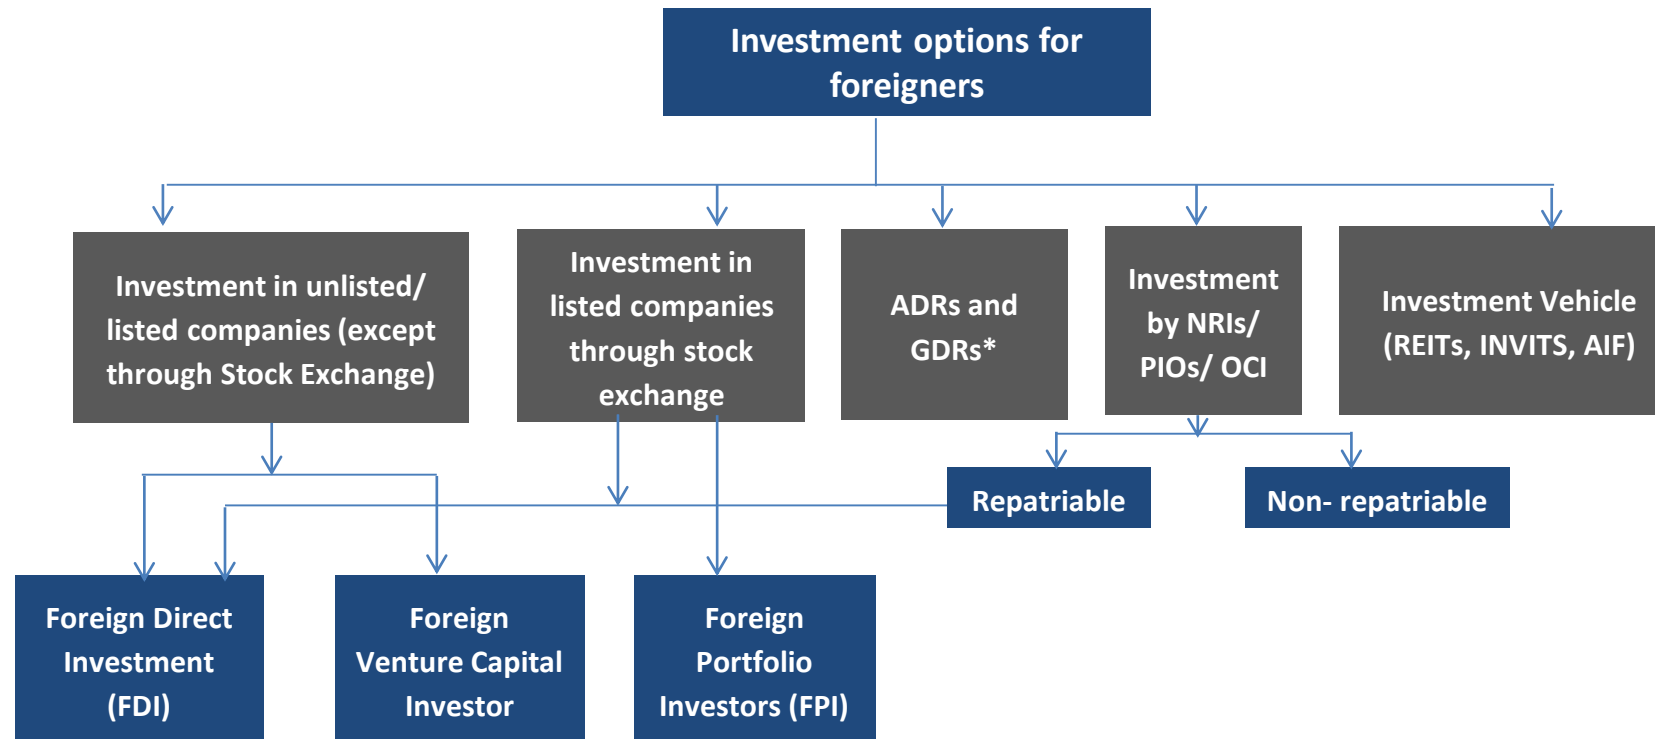 Investment options for
foreigners
Investment in unlisted/
listed companies (except
through Stock Exchange)
Investment in
listed companies
through stock
exchange
ADRs and
GDRs*
Investment
by NRIs/
PIOs/ OCI
Investment Vehicle
(REITs, INVITS, AIF)
Repatriable
Non- repatriable
Foreign Direct
Investment
(FDI)
Foreign
Venture Capital
Investor
Foreign
Portfolio
Investors (FPI)